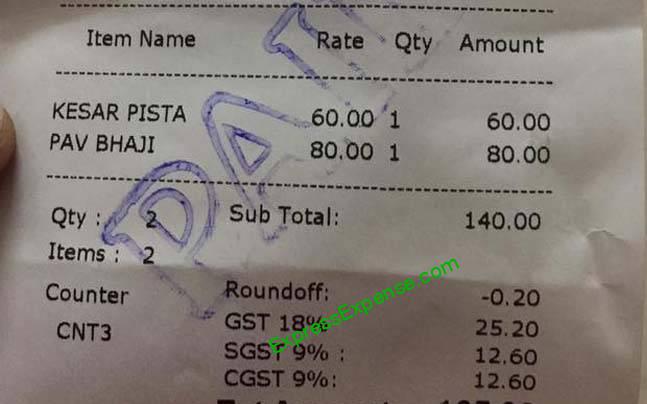 Item Name Rate Qty Amount
KESAR PISTA 60.00 1 60.00
PAV BHAJI 80.00 1 80.00
Qty : 2 Sub Total: 140.00
Items : 2
Counter Roundoff: -0.20
CNT3 GST 18% 25.20
SGST 9% : 12.60
CGST 9%: 12.60
PAID
ExpressExpense.com